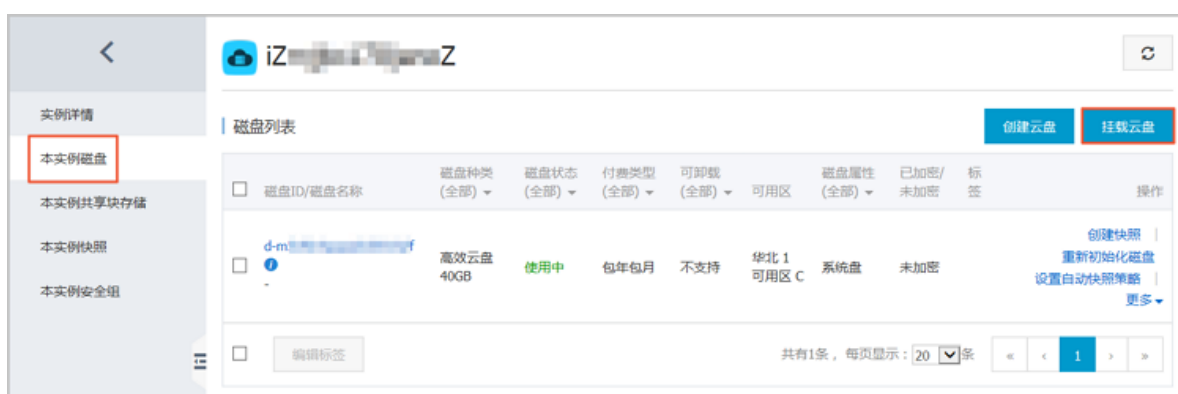 iZ Z
实例详情
本实例磁盘
本实例共享块存储
本实例快照
本实例安全组
磁盘列表
创建云盘
挂载云盘
磁盘ID/磁盘名称
磁盘种类
(全部)
磁盘状态
(全部)
付费类型
(全部)
可卸载
(全部)
可用区
磁盘属性
(全部)
已加密/
未加密
标
签
操作
d-m f
-
高效云盘
40GB
使用中
包年包月
不支持
华北 1
可用区 C
系统盘
未加密
创建快照
重新初始化磁盘
设置自动快照策略
更多
编辑标签
共有1条，每页显示：20 条
« ‹ 1 › »